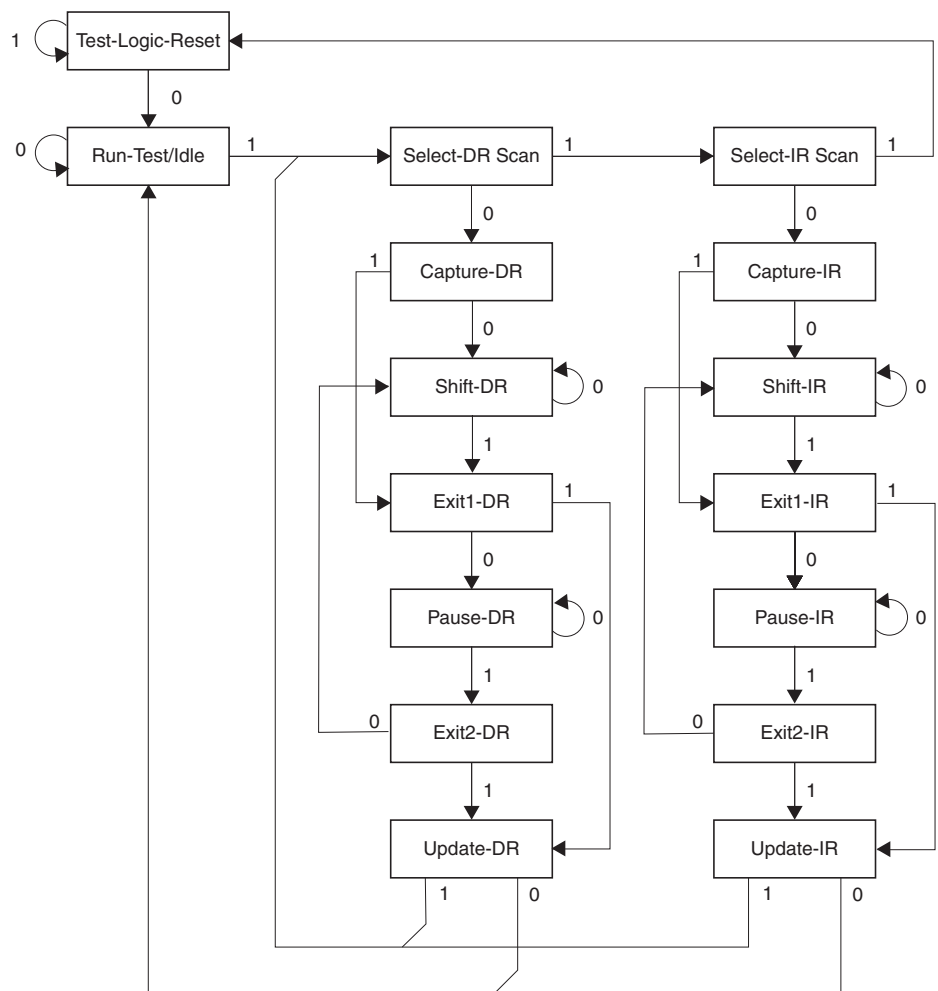 1
Test-Logic-Reset
0
0
Run-Test/Idle
1
Select-DR Scan
1
Select-IR Scan
1
0
0
1
Capture-DR
1
Capture-IR
0
0
Shift-DR
0
Shift-IR
0
1
1
Exit1-DR
1
Exit1-IR
1
0
0
Pause-DR
0
Pause-IR
0
1
1
0
Exit2-DR
0
Exit2-IR
1
1
Update-DR
Update-IR
1
0
1
0